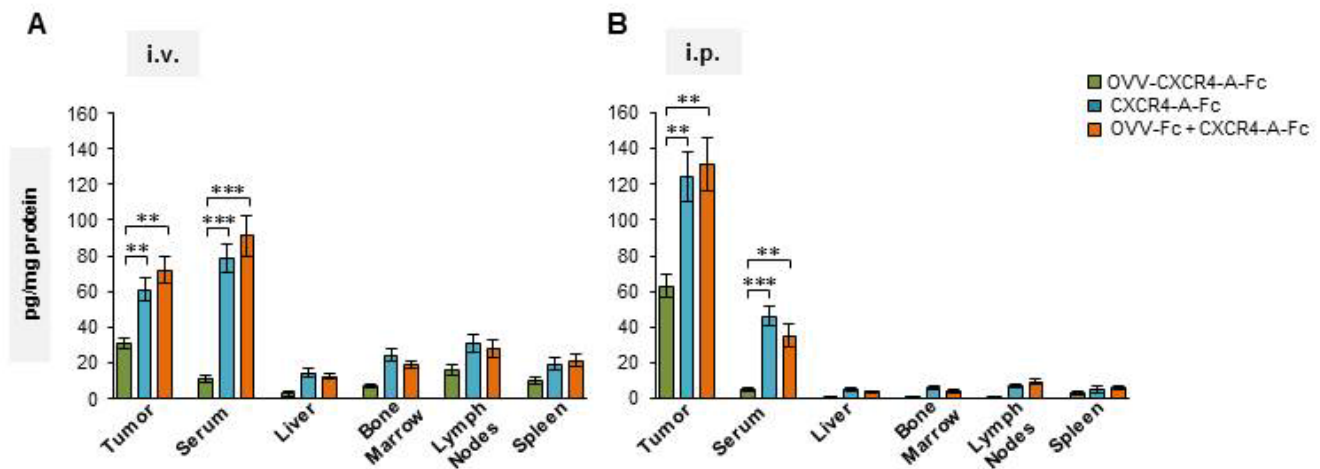 A
i.v.
B
i.p.
OVV-CXCR4-A-Fc
CXCR4-A-Fc
OVV-Fc + CXCR4-A-Fc
pg/mg protein
160
140
120
100
80
60
40
20
0
** **
*** ***
Tumor
Serum
Liver
Bone
Marrow
Lymph
Nodes
Spleen
160
140
120
100
80
60
40
20
0
** **
*** **
Tumor
Serum
Liver
Bone
Marrow
Lymph
Nodes
Spleen